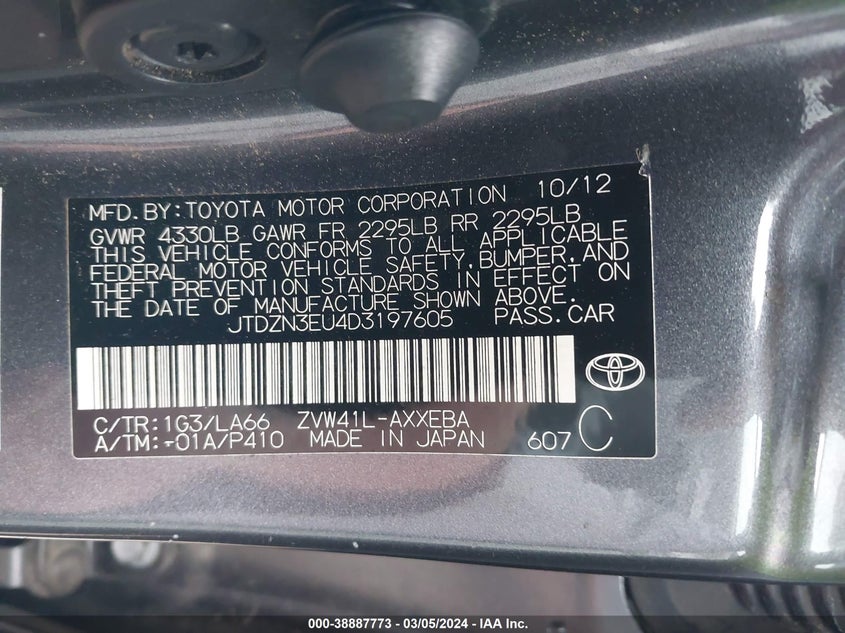 MFD. BY: TOYOTA MOTOR CORPORATION 10/12
GVWR 4330LB GAWR FR 2295LB RR 2295LB
THIS VEHICLE CONFORMS TO ALL APPLICABLE
FEDERAL MOTOR VEHICLE SAFETY, BUMPER, AND
THEFT PREVENTION STANDARDS IN EFFECT ON
THE DATE OF MANUFACTURE SHOWN ABOVE.
JTDZN3EU4D3197605 PASS. CAR
C/TR: 1G3/LA66 ZVW41L-AXXEBA
A/TM: -01A/P410 MADE IN JAPAN 607 C
000-38887773 — 03/05/2024 — IAA Inc.